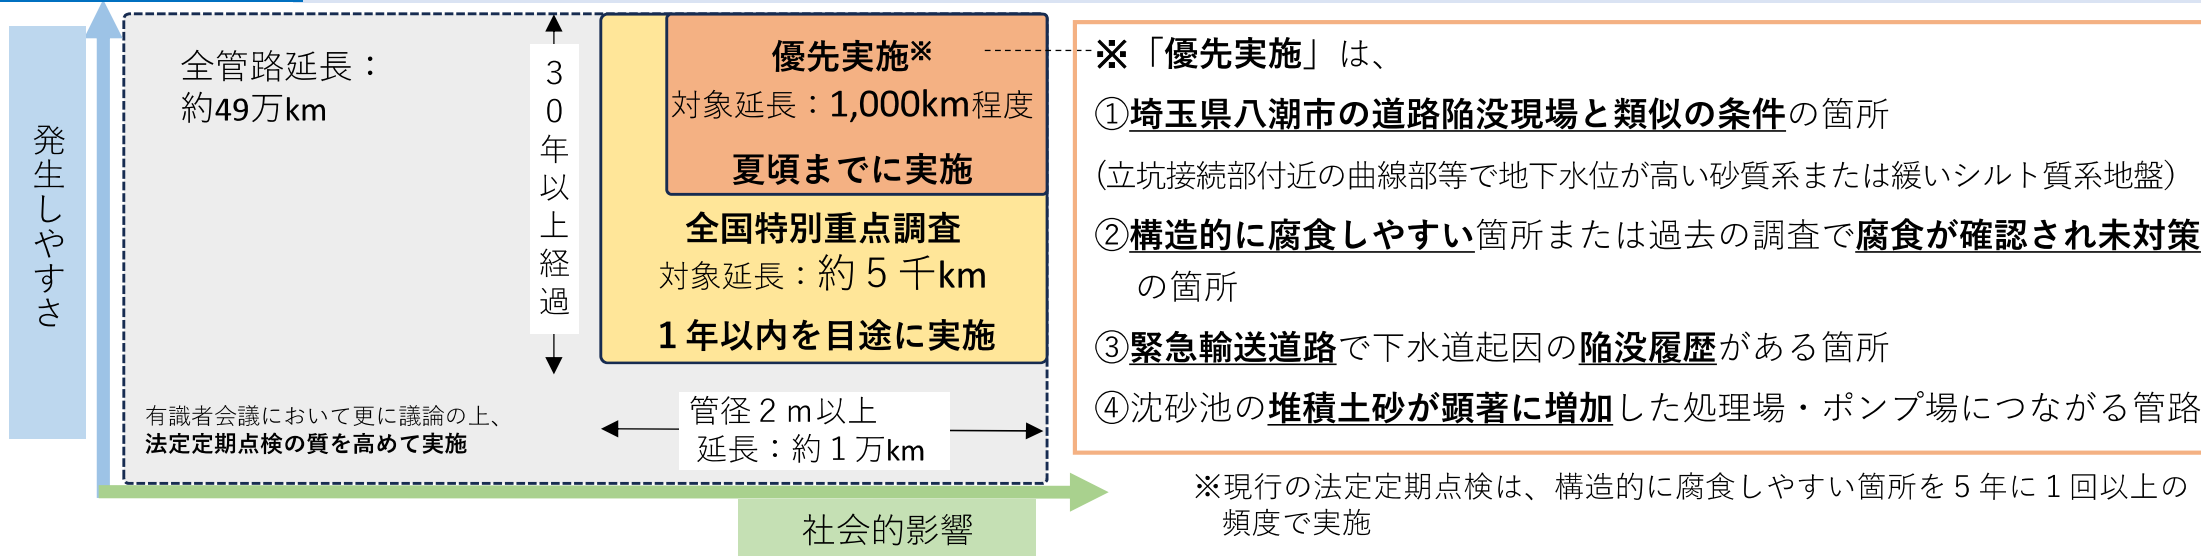 発生しやすさ
全管路延長：
約49万km
30年以上経過
優先実施※
対象延長：1,000km程度
夏頃までに実施
全国特別重点調査
対象延長：約５千km
１年以内を目途に実施
有識者会議において更に議論の上、
法定定期点検の質を高めて実施
管径２ｍ以上
延長：約１万km
社会的影響
※「優先実施」は、
①埼玉県八潮市の道路陥没現場と類似の条件の箇所
(立坑接続部付近の曲線部等で地下水位が高い砂質系または緩いシルト質系地盤)
②構造的に腐食しやすい箇所または過去の調査で腐食が確認され未対策
の箇所
③緊急輸送道路で下水道起因の陥没履歴がある箇所
④沈砂池の堆積土砂が顕著に増加した処理場・ポンプ場につながる管路
※現行の法定定期点検は、構造的に腐食しやすい箇所を５年に１回以上の
頻度で実施